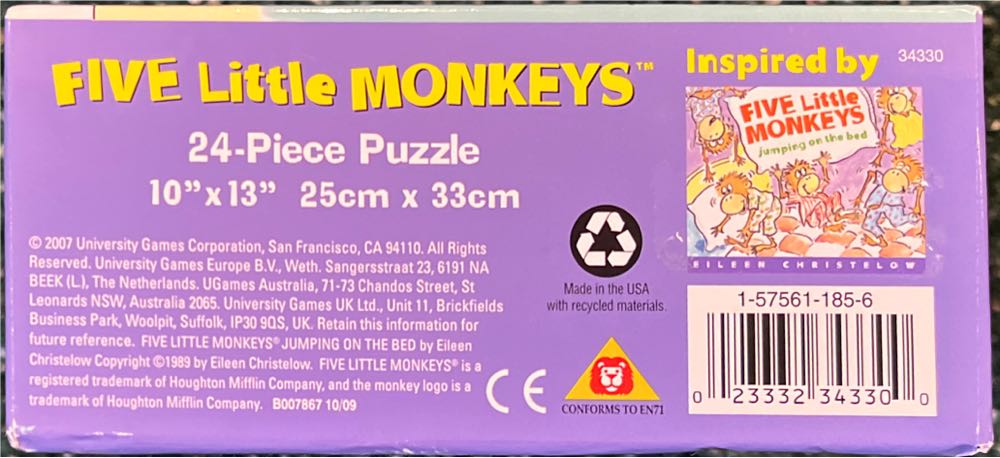 FIVE Little MONKEYS™
24-Piece Puzzle
10”x13” 25cm x 33cm
© 2007 University Games Corporation, San Francisco, CA 94110. All Rights
Reserved. University Games Europe B.V., Weth. Sangersstraat 23, 6191 NA
BEEK (L.), The Netherlands. UGames Australia, 71-73 Chandos Street, St
Leonards NSW, Australia 2065. University Games UK Ltd., Unit 11, Brickfields
Business Park, Woolpit, Suffolk, IP30 9QS, UK. Retain this information for
future reference. FIVE LITTLE MONKEYS® JUMPING ON THE BED by Eileen
Christelow Copyright ©1989 by Eileen Christelow. FIVE LITTLE MONKEYS® is a
registered trademark of Houghton Mifflin Company, and the monkey logo is a
trademark of Houghton Mifflin Company. B007867 10/09
CE
Made in the USA
with recycled materials.
CONFORMS TO EN71
Inspired by 34330
FIVE Little
MONKEYS
jumping on the bed
EILEEN CHRISTELOW
1-57561-185-6
0 23332 34330 0